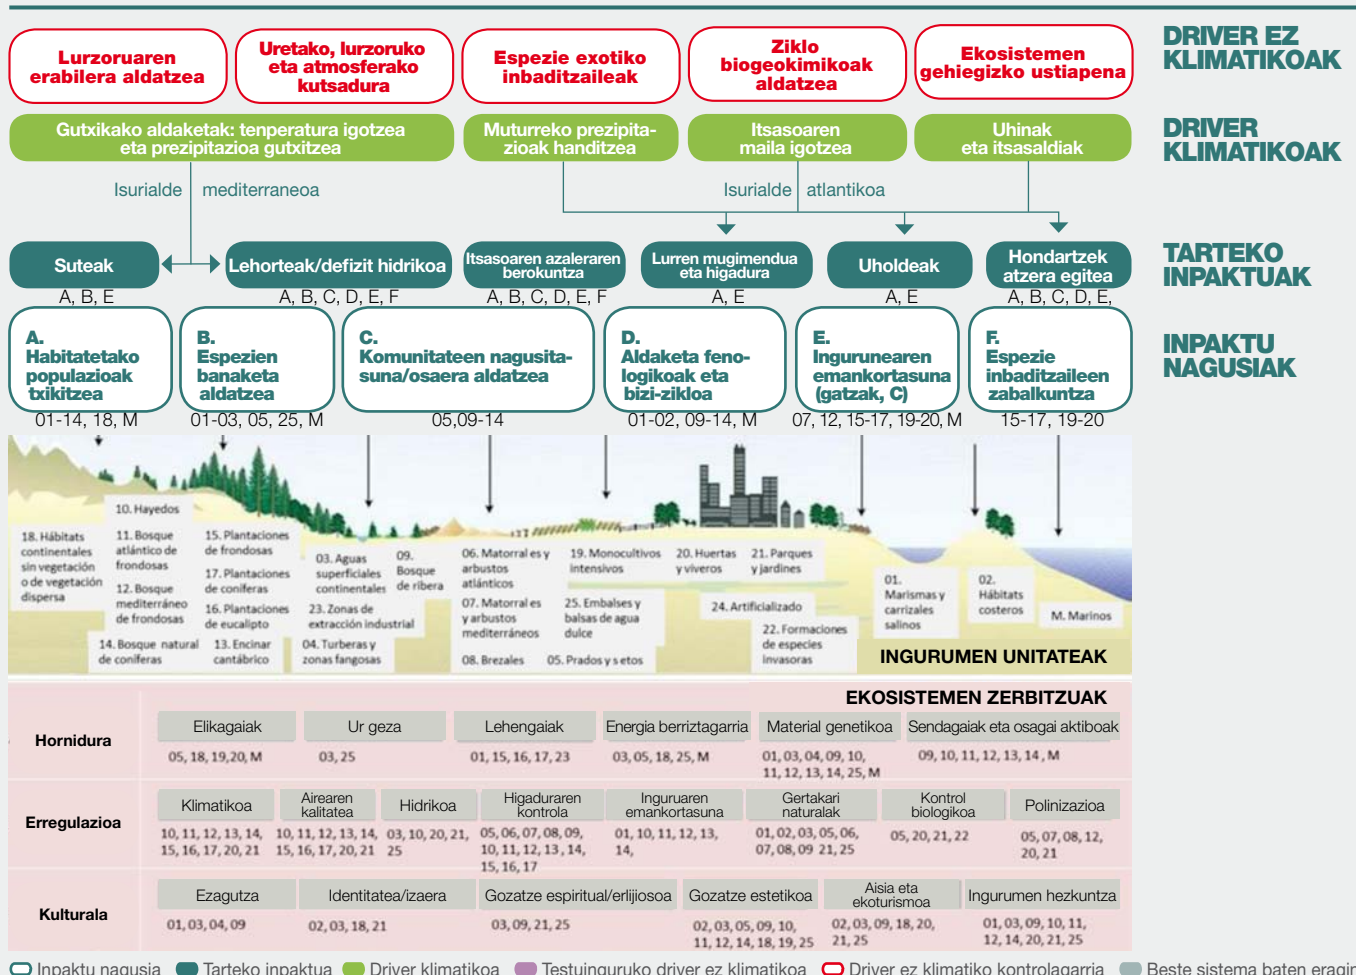 Lurzoruaren
erabilera aldatzea
Uretako, lurzoruko
eta atmosferako
kutsadura
Espezie exotiko
inbaditzaileak
Ziklo
biogeokimikoak
aldatzea
Ekosistemen
gehiegizko ustiapena
DRIVER EZ
KLIMATIKOAK
Gutxikako aldaketak: tenperatura igotzea
eta prezipitazioa gutxitzea
Muturreko prezipita-
zioak handitzea
Itsasoaren
maila igotzea
Uhinak
eta itsasaldiak
DRIVER
KLIMATIKOAK
Isurialde mediterraneoa
Isurialde atlantikoa
Suteak
Lehorteak/defizit hidrikoa
Itsasoaren azaleraren
berokuntza
Lurren mugimendua
eta higadura
Uholdeak
Hondartzek
atzera egitea
TARTEKO
INPAKTUAK
A, B, E
A, B, C, D, E, F
A, B, C, D, E, F
A, E
A, E
A, B, C, D, E,
A.
Habitatetako
populazioak
txikitzea
B.
Espezien
banaketa
aldatzea
C.
Komunitateen nagusita-
suna/osaera aldatzea
D.
Aldaketa feno-
logikoak eta
bizi-zikloa
E.
Ingurunearen
emankortasuna
(gatzak, C)
F.
Espezie
inbaditzaileen
zabalkuntza
INPAKTU
NAGUSIAK
01-14, 18, M
01-03, 05, 25, M
05,09-14
01-02, 09-14, M
07, 12, 15-17, 19-20, M
15-17, 19-20
18. Hábitats
continentales
sin vegetación
o de vegetación
dispersa
10. Hayedos
11. Bosque
atlántico de
frondosas
12. Bosque
mediterráneo
de frondosas
14. Bosque natural
de coníferas
15. Plantaciones
de frondosas
17. Plantaciones
de coníferas
16. Plantaciones
de eucalipto
13. Encinar
cantábrico
03. Aguas
superficiales
continentales
23. Zonas de
extracción industrial
04. Turberas y
zonas fangosas
09.
Bosque
de ribera
06. Matorrales y
arbustos
atlánticos
07. Matorrales
y arbustos
mediterráneos
08. Brezales
19. Monocultivos
intensivos
25. Embalses y
balsas de agua
dulce
05. Prados y setos
20. Huertas
y viveros
21. Parques
y jardines
24. Artificializado
22. Formaciones
de especies
invasoras
01.
Marismas y
carrizales
salinos
02.
Hábitats
costeros
M. Marinos
INGURUMEN UNITATEAK
EKOSISTEMEN ZERBITZUAK
Hornidura
Elikagaiak
05, 18, 19,20, M
Ur geza
03, 25
Lehengaiak
01, 15, 16, 17, 23
Energia berriztagarria
03, 05, 18, 25, M
Material genetikoa
01, 03, 04, 09, 10,
11, 12, 13, 14, 25, M
Sendagaiak eta osagai aktiboak
09, 10, 11, 12, 13, 14 , M
Erregulazioa
Klimatikoa
10, 11, 12, 13, 14,
15, 16, 17, 20, 21
Airearen
kalitatea
10, 11, 12, 13, 14,
15, 16, 17, 20, 21
Hidrikoa
03, 10, 20, 21,
25
Higaduraren
kontrola
05, 06, 07, 08, 09,
10, 11, 12, 13, 14,
15, 16, 17
Inguruaren
emankortasuna
01, 10, 11, 12, 13,
14,
Gertakari
naturalak
01, 02, 03, 05, 06,
07, 08, 09 21, 25
Kontrol
biologikoa
05, 20, 21, 22
Polinizazioa
05, 07, 08, 12,
20, 21
Kulturala
Ezagutza
01, 03, 04, 09
Identitatea/izaera
02, 03, 18, 21
Gozatze espiritual/erlijiosoa
03, 09, 21, 25
Gozatze estetikoa
02, 03, 05, 09, 10,
11, 12, 14, 18, 19, 25
Aisia eta
ekoturismoa
02, 03, 09, 18, 20,
21, 25
Ingurumen hezkuntza
01, 03, 09, 10, 11,
12, 14, 20, 21, 25
Inpaktu nagusia Tarteko inpaktua Driver klimatikoa Testuinguruko driver ez klimatikoa Driver ez klimatiko kontrolagarria Beste sistema baten eragin